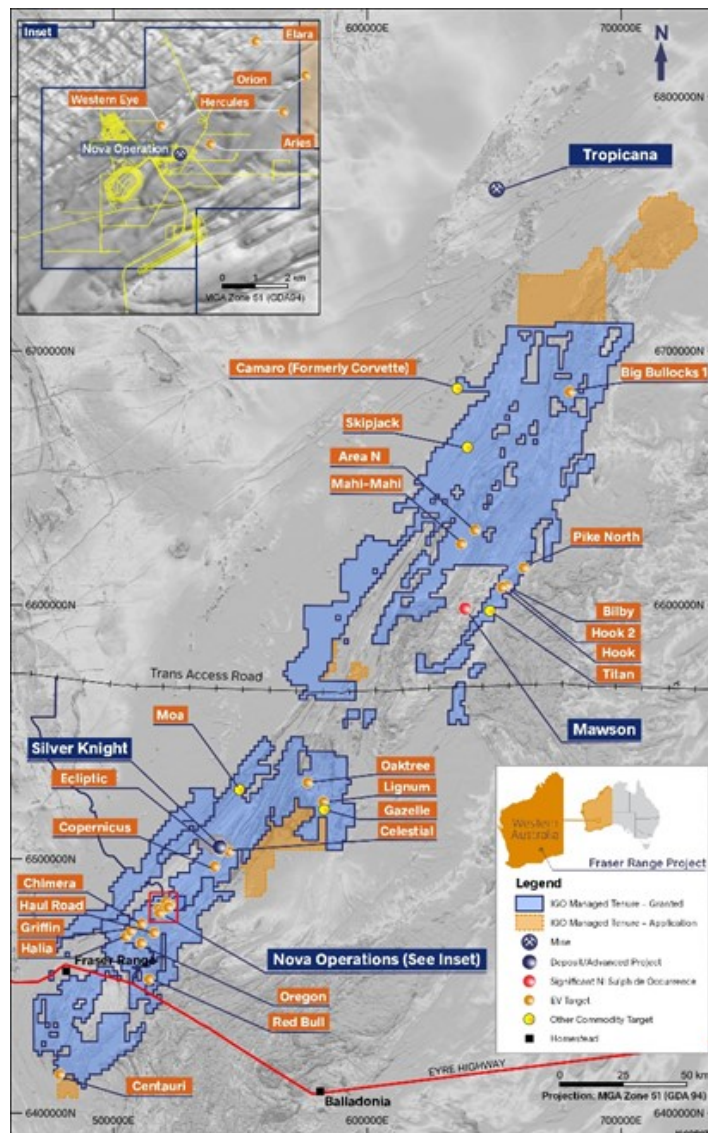 Inset
Elara
Orion
Western Eye
Hercules
Nova Operation
Aries
0 1 2 km
MGA Zone 51 (GDA94)
600000E
700000E
N
6800000N
Tropicana
6700000N
6700000N
Camaro (Formerly Corvette)
Big Bullocks 1
Skipjack
Area N
Mahi-Mahi
Pike North
6600000N
6600000N
Bilby
Hook 2
Hook
Titan
Trans Access Road
Mawson
Moa
Silver Knight
Oaktree
Ecliptic
Lignum
Gazelle
Copernicus
Celestial
6500000N
Chimera
Haul Road
Griffin
Halia
Nova Operations (See Inset)
Fraser Range
Oregon
Red Bull
Centauri
EYRE HIGHWAY
Balladonia
Western
Australia
Fraser Range Project
Legend
IGO Managed Tenure - Granted
IGO Managed Tenure - Application
Mine
Deposit/Advanced Project
Significant Ni Sulphide Occurrence
EV Target
Other Commodity Target
Homestead
0 25 50 km
Projection: MGA Zone 51 (GDA 94)
6400000N
500000E
600000E
700000E
6400000N